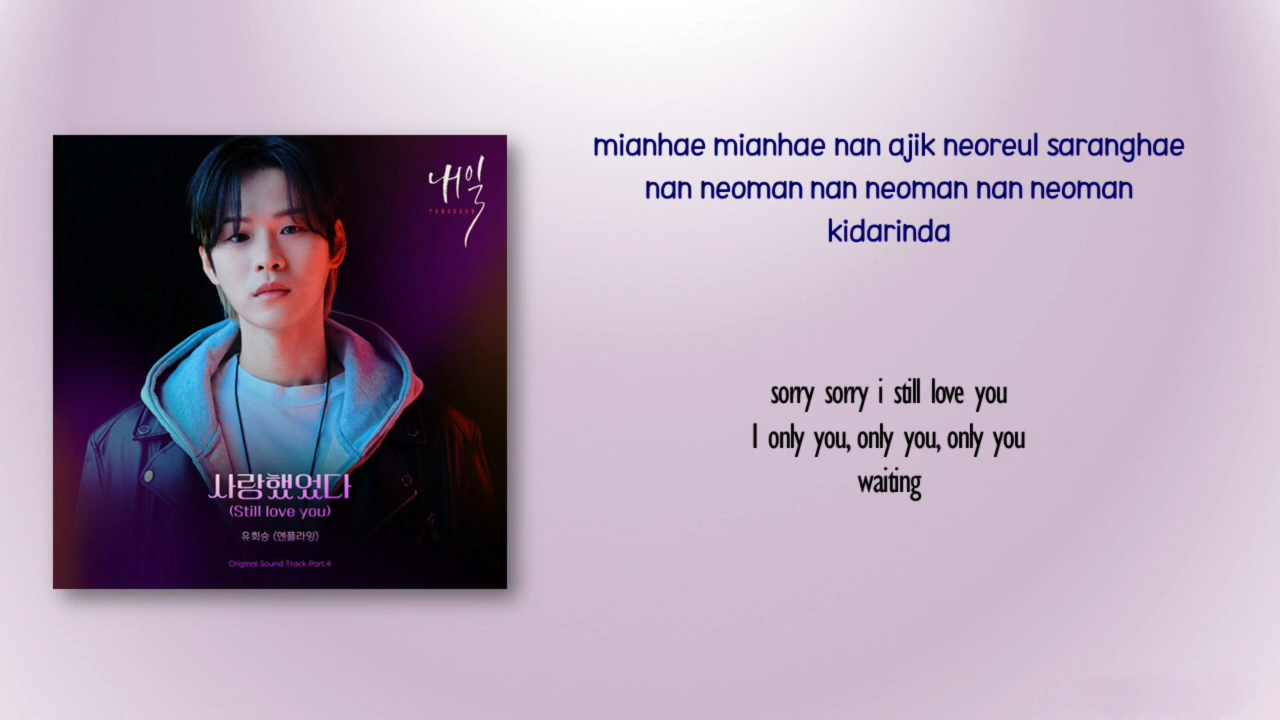 내일
TOMORROW
사랑했었다
(Still love you)
유회승 (엔플라잉)
Original Sound Track Part.4
mianhae mianhae nan ajik neoreul saranghae
nan neoman nan neoman nan neoman
kidarinda
sorry sorry i still love you
I only you, only you, only you
waiting